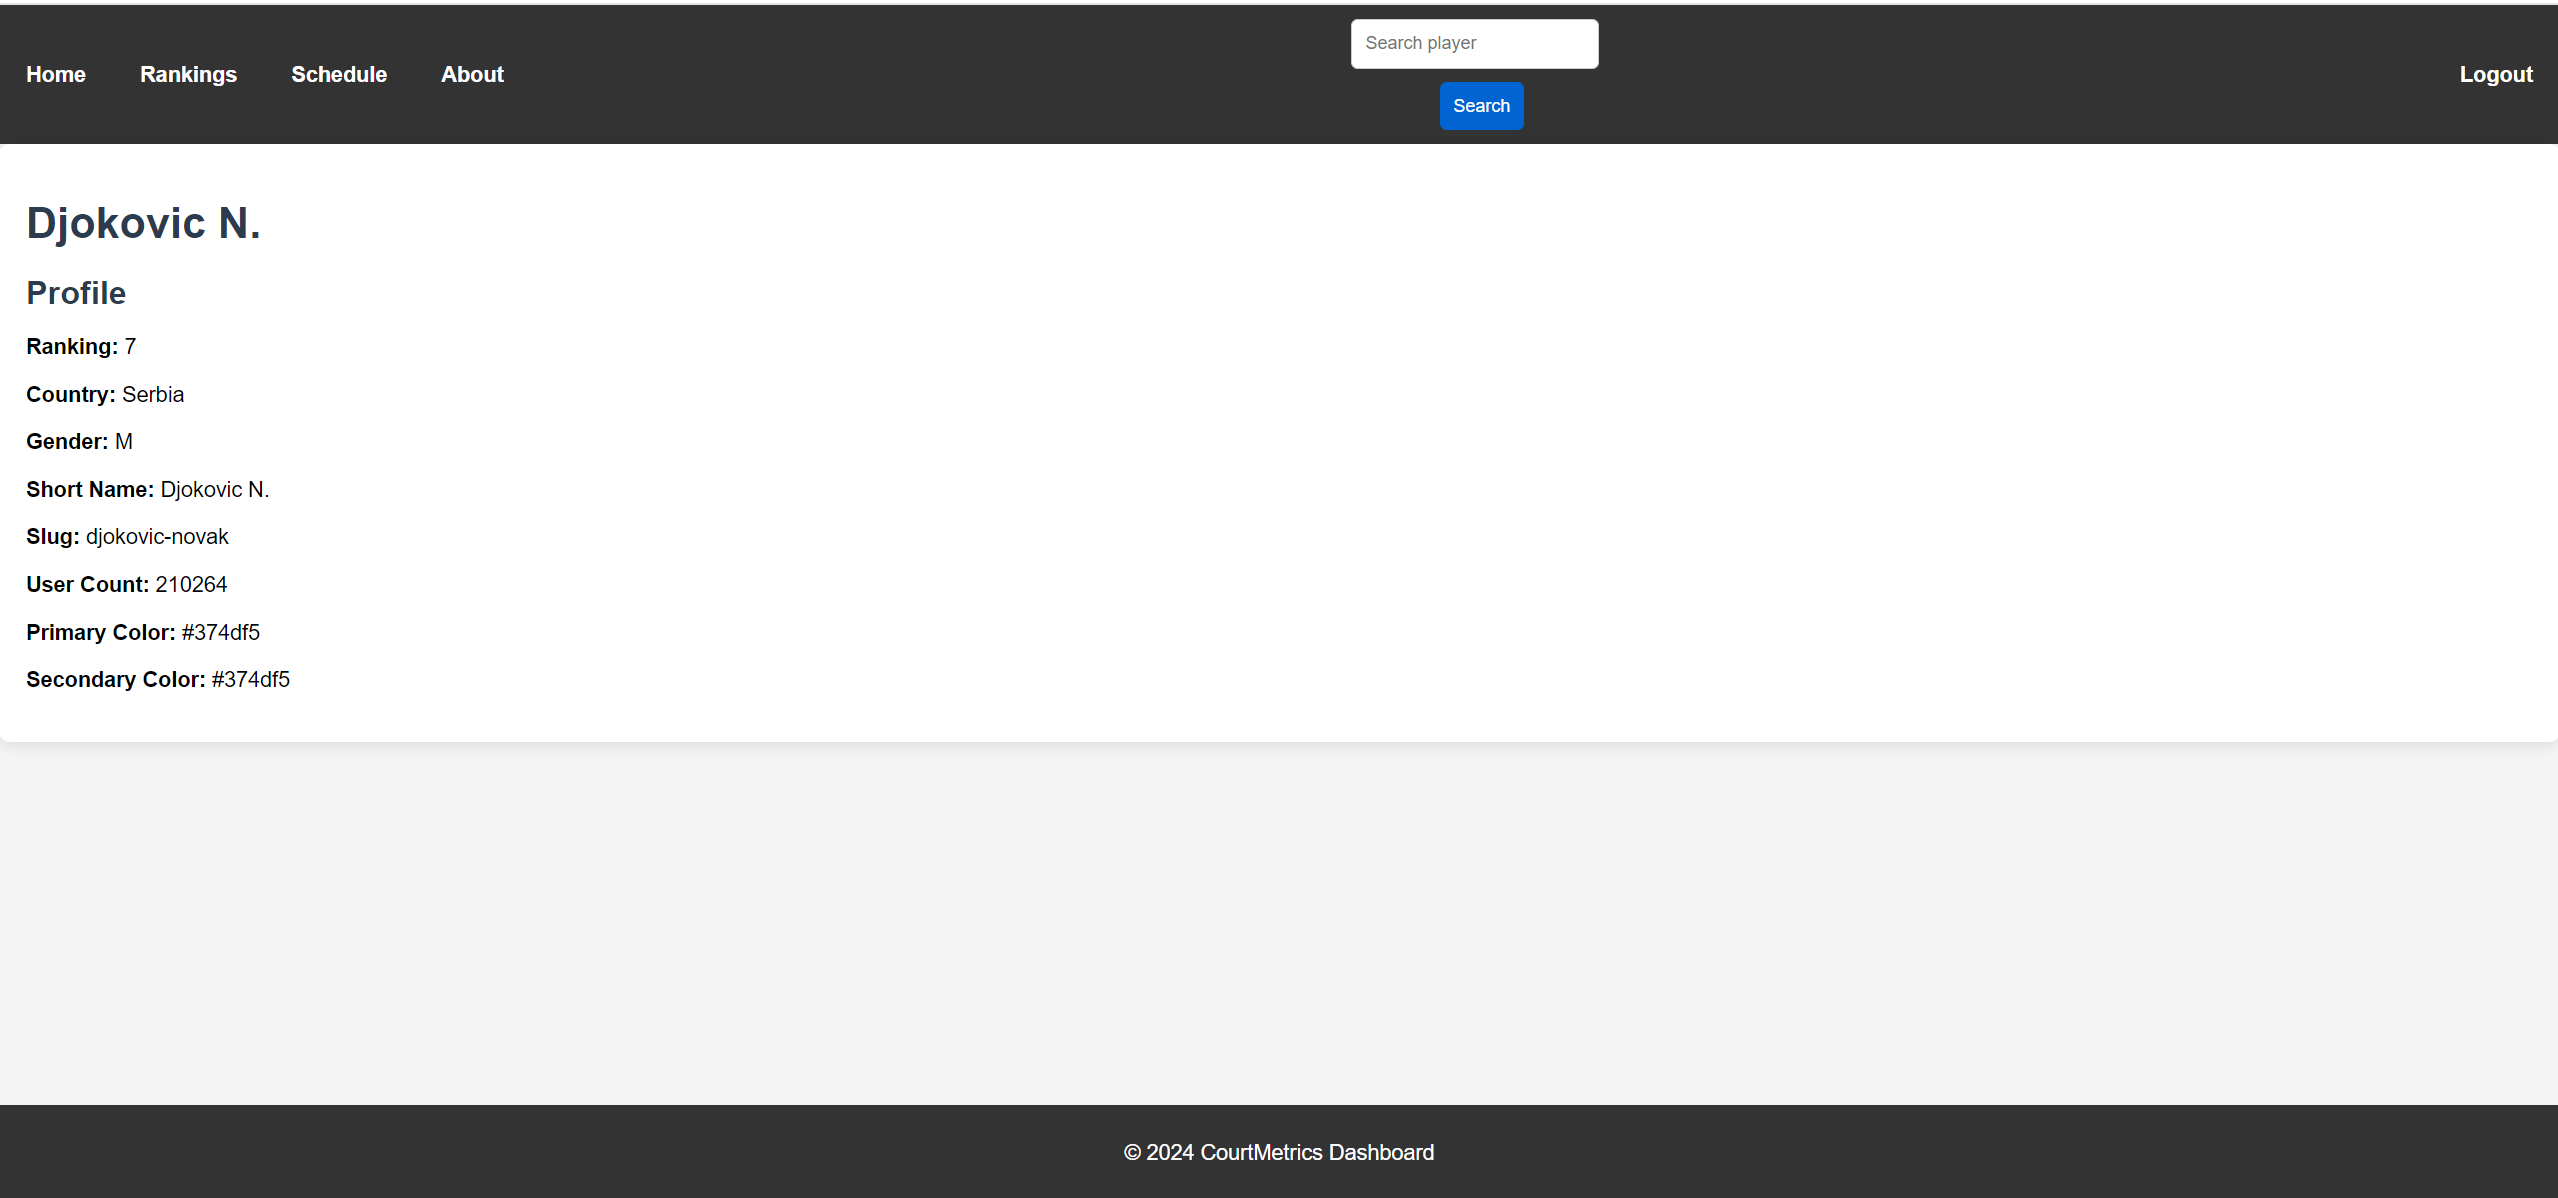 Home Rankings Schedule About Search player Logout
Search
Djokovic N.
Profile
Ranking: 7
Country: Serbia
Gender: M
Short Name: Djokovic N.
Slug: djokovic-novak
User Count: 210264
Primary Color: #374df5
Secondary Color: #374df5
© 2024 CourtMetrics Dashboard